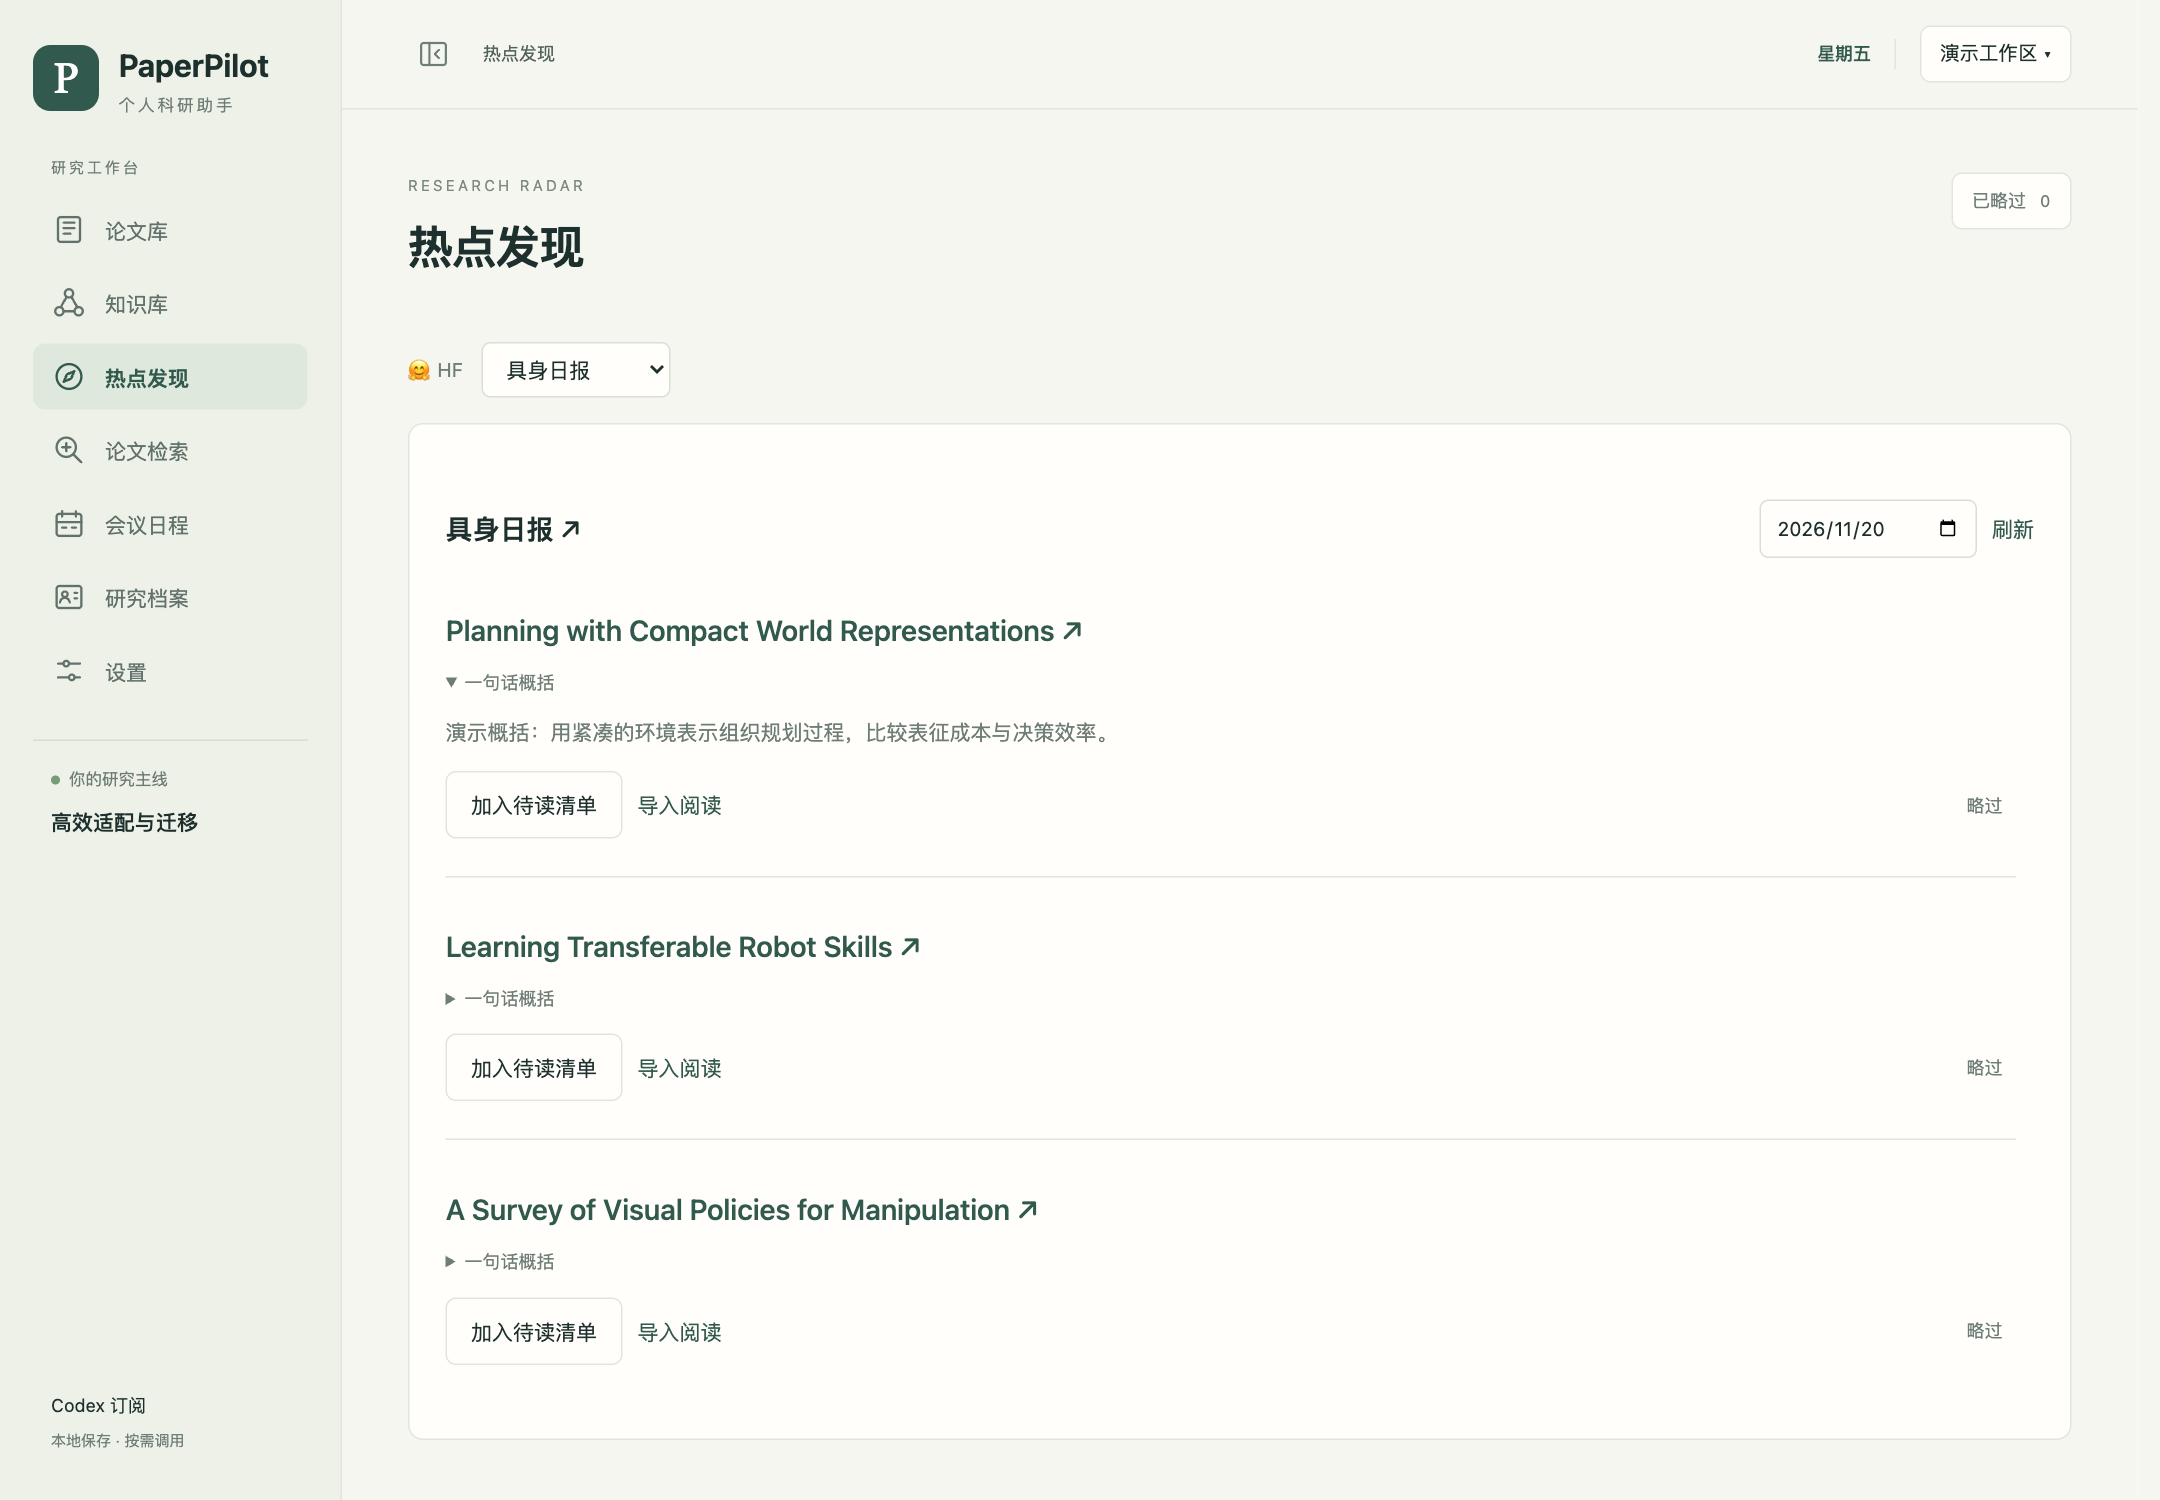 P
PaperPilot
个人科研助手
研究工作台
论文库
知识库
热点发现
论文检索
会议日程
研究档案
设置
你的研究主线
高效适配与迁移
Codex 订阅
本地保存 · 按需调用
热点发现
星期五
演示工作区 ▾
RESEARCH RADAR
热点发现
已略过 0
🤗 HF
具身日报
具身日报 ↗
2026/11/20
刷新
Planning with Compact World Representations ↗
▼ 一句话概括
演示概括：用紧凑的环境表示组织规划过程，比较表征成本与决策效率。
加入待读清单
导入阅读
略过
Learning Transferable Robot Skills ↗
▶ 一句话概括
加入待读清单
导入阅读
略过
A Survey of Visual Policies for Manipulation ↗
▶ 一句话概括
加入待读清单
导入阅读
略过